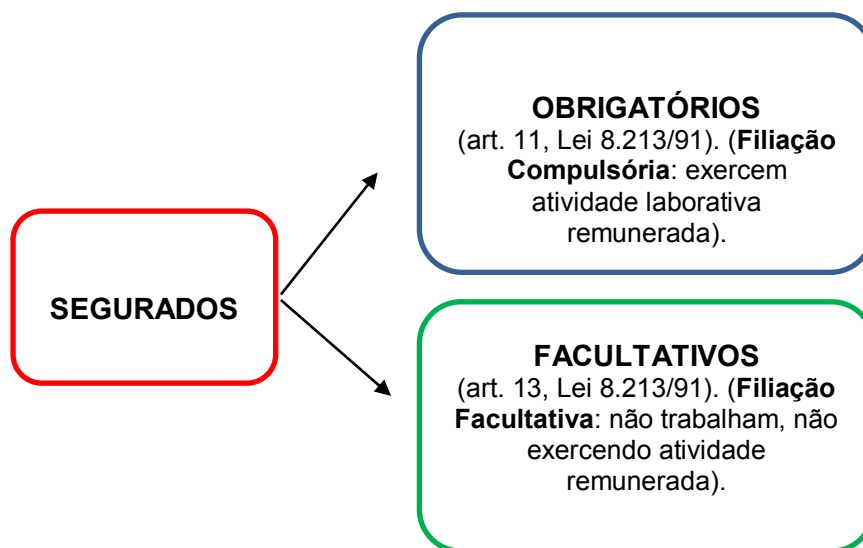 OBRIGATÓRIOS
(art. 11, Lei 8.213/91). (Filiação
Compulsória: exercem
atividade laborativa
remunerada).
SEGURADOS
FACULTATIVOS
(art. 13, Lei 8.213/91). (Filiação
Facultativa: não trabalham, não
exercendo atividade
remunerada).